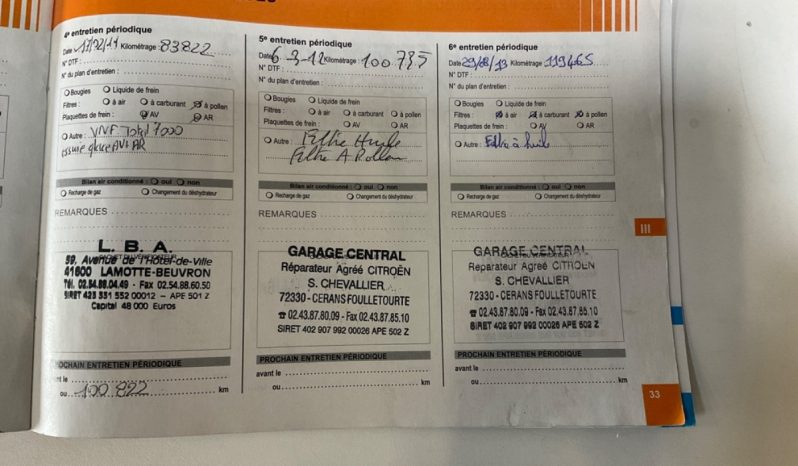 4e entretien périodique
Date 17/02/11 Kilométrage 83822
N° DTF :
N° du plan d'entretien :
Bougies Liquide de frein
Filtres : à air à carburant à pollen
Plaquettes de frein : AV AR
Autre : VNF Total 7000
essuie glace AV+AR
Bilan air conditionné : oui non
Recharge de gaz Changement du déshydrateur
REMARQUES
L. B. A.
59, Avenue de l'Hôtel-de-Ville
41600 LAMOTTE-BEUVRON
Tél. 02.54.88.04.49 - Fax 02.54.88.60.50
SIRET 423 331 552 00012 - APE 501 Z
Capital 48 000 Euros
PROCHAIN ENTRETIEN PÉRIODIQUE
avant le
ou 100 822 km
5e entretien périodique
Date 6-3-12 Kilométrage 100 735
N° DTF :
N° du plan d'entretien :
Bougies Liquide de frein
Filtres : à air à carburant à pollen
Plaquettes de frein : AV AR
Autre : Filtre Huile
Filtre A Pollen
Bilan air conditionné : oui non
Recharge de gaz Changement du déshydrateur
REMARQUES
GARAGE CENTRAL
Réparateur Agréé CITROËN
S. CHEVALLIER
72330 - CERANS FOULLETOURTE
☎ 02.43.87.80.09 - Fax 02.43.87.85.10
SIRET 402 907 992 00026 APE 502 Z
PROCHAIN ENTRETIEN PÉRIODIQUE
avant le
ou km
6e entretien périodique
Date 29/08/13 Kilométrage 119465
N° DTF :
N° du plan d'entretien :
Bougies Liquide de frein
Filtres : à air à carburant à pollen
Plaquettes de frein : AV AR
Autre : Filtre à huile
Bilan air conditionné : oui non
Recharge de gaz Changement du déshydrateur
REMARQUES
GARAGE CENTRAL
Réparateur Agréé CITROËN
S. CHEVALLIER
72330 - CERANS FOULLETOURTE
☎ 02.43.87.80.09 - Fax 02.43.87.85.10
SIRET 402 907 992 00026 APE 502 Z
PROCHAIN ENTRETIEN PÉRIODIQUE
avant le
ou km
III
33